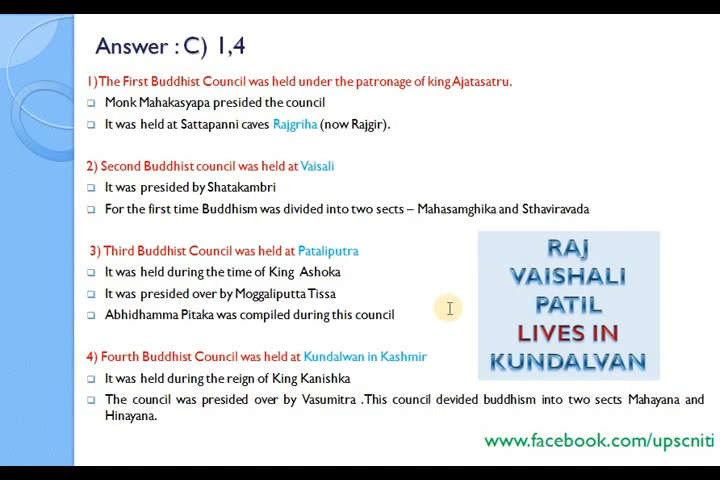 Answer : C) 1,4
1)The First Buddhist Council was held under the patronage of king Ajatasatru.
Monk Mahakasyapa presided the council
It was held at Sattapanni caves Rajgriha (now Rajgir).
2) Second Buddhist council was held at Vaisali
It was presided by Shatakambri
For the first time Buddhism was divided into two sects – Mahasamghika and Sthaviravada
3) Third Buddhist Council was held at Pataliputra
It was held during the time of King Ashoka
It was presided over by Moggaliputta Tissa
Abhidhamma Pitaka was compiled during this council
RAJ
VAISHALI
PATIL
LIVES IN
KUNDALVAN
4) Fourth Buddhist Council was held at Kundalwan in Kashmir
It was held during the reign of King Kanishka
The council was presided over by Vasumitra .This council devided buddhism into two sects Mahayana and
Hinayana.
www.facebook.com/upscniti